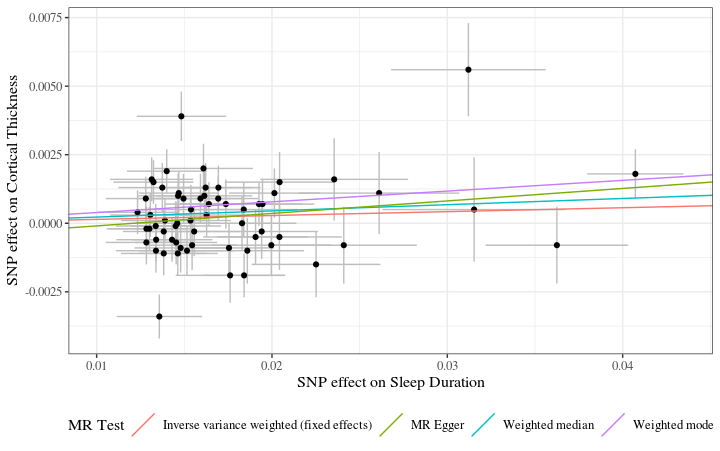 0.0075
0.0050
0.0025
0.0000
-0.0025
SNP effect on Cortical Thickness
0.01 0.02 0.03 0.04
SNP effect on Sleep Duration
MR Test Inverse variance weighted (fixed effects) MR Egger Weighted median Weighted mode